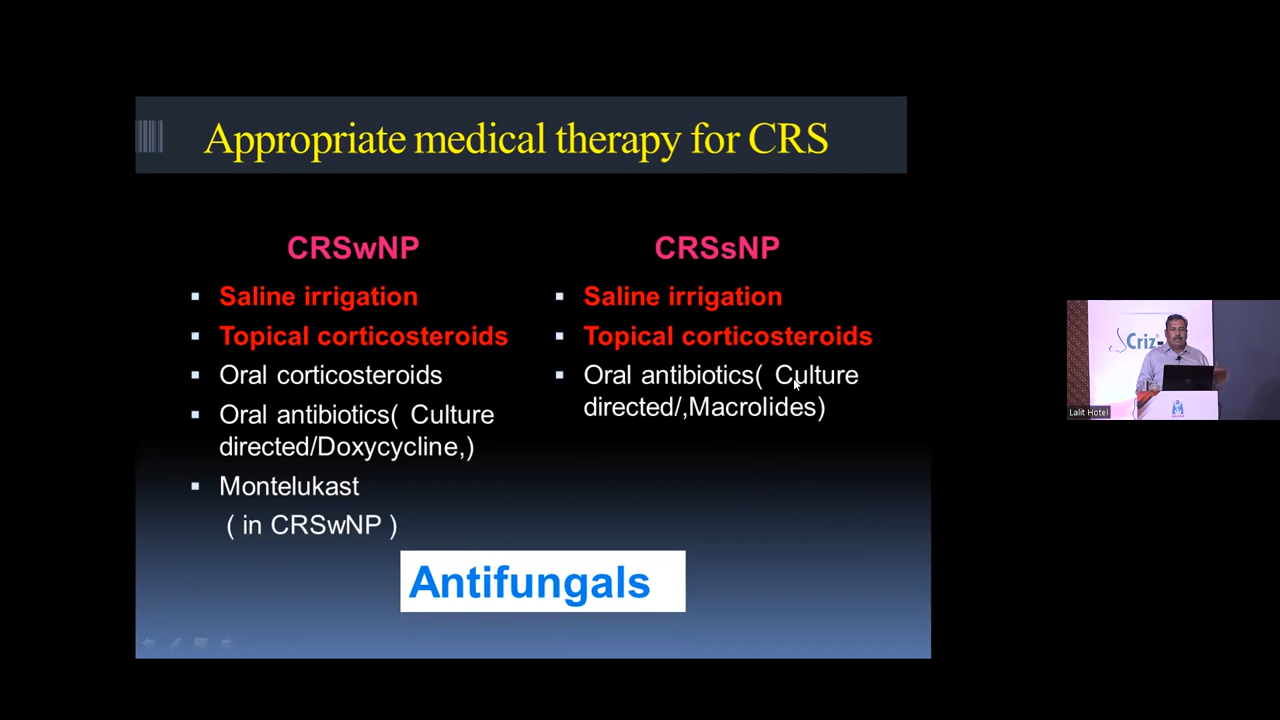 Appropriate medical therapy for CRS
CRSwNP
Saline irrigation
Topical corticosteroids
Oral corticosteroids
Oral antibiotics( Culture
directed/Doxycycline,)
Montelukast
( in CRSwNP )
CRSsNP
Saline irrigation
Topical corticosteroids
Oral antibiotics( Culture
directed/,Macrolides)
Antifungals
Criz
Lalit Hotel